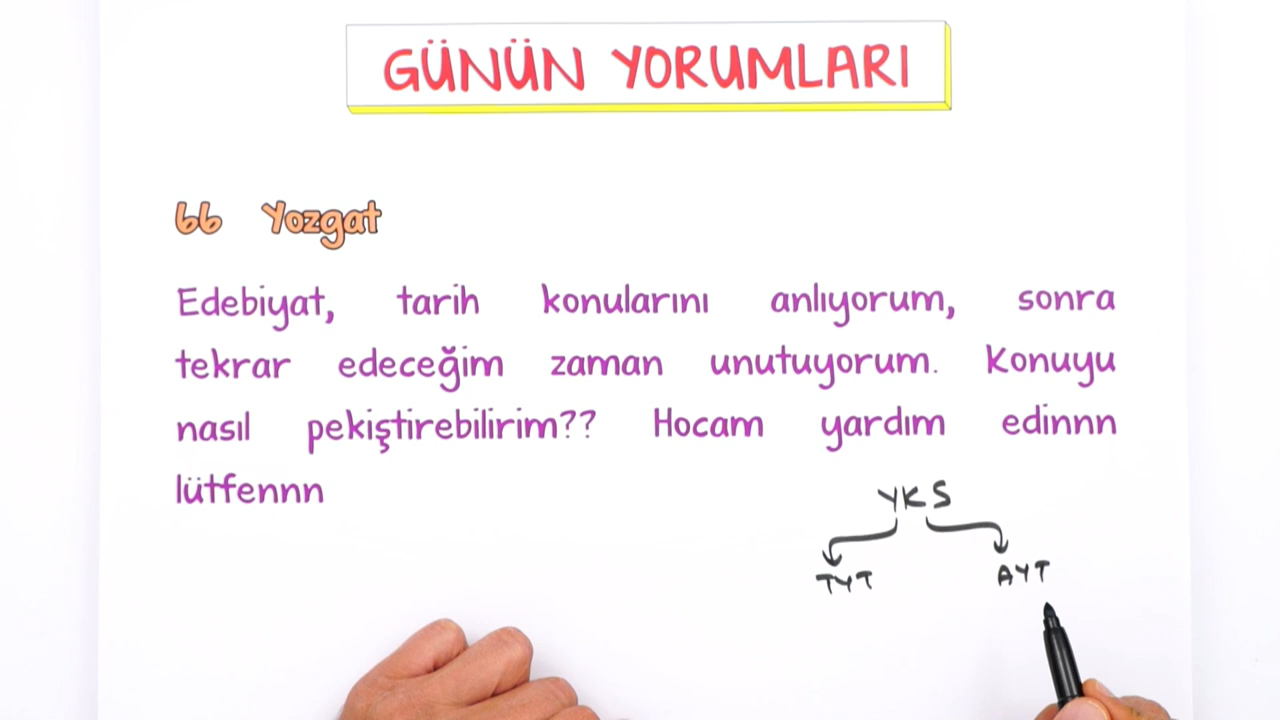 GÜNÜN YORUMLARI
66 Yozgat
Edebiyat, tarih konularını anlıyorum, sonra
tekrar edeceğim zaman unutuyorum. Konuyu
nasıl pekiştirebilirim?? Hocam yardım edinnn
lütfennn
YKS
TYT AYT